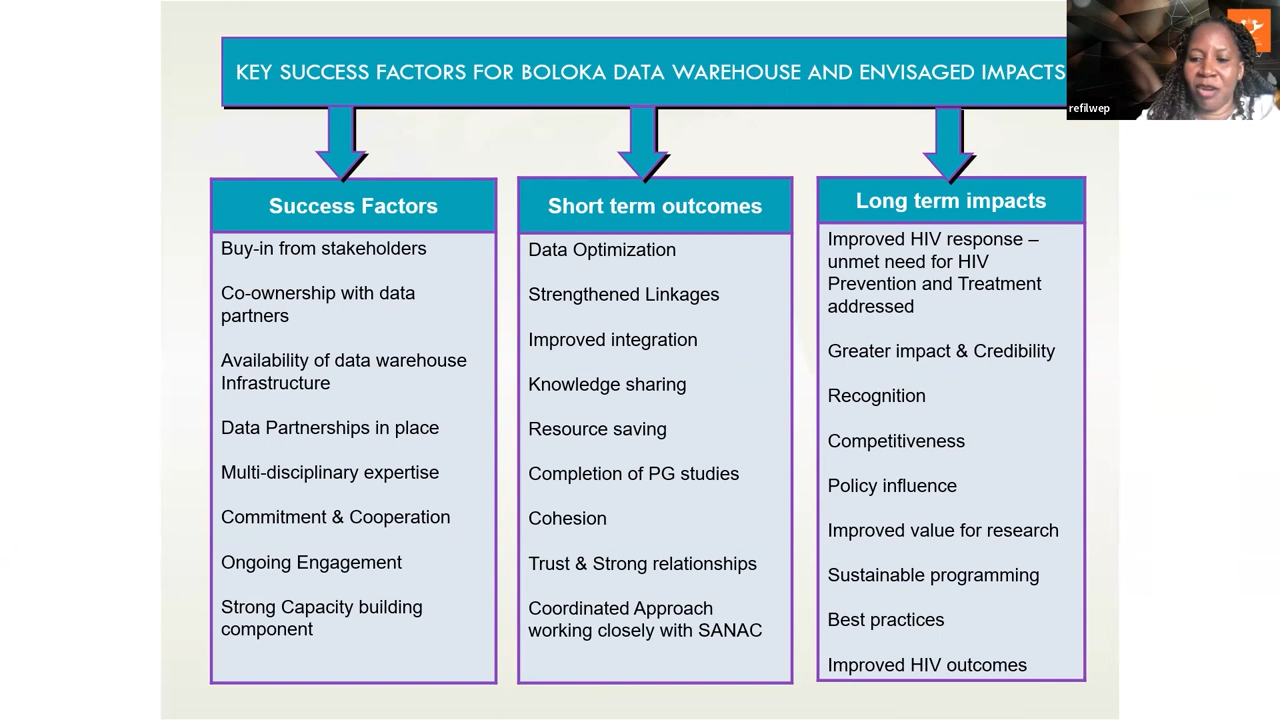 KEY SUCCESS FACTORS FOR BOLOKA DATA WAREHOUSE AND ENVISAGED IMPACTS
refilwep
Success Factors
Buy-in from stakeholders
Co-ownership with data
partners
Availability of data warehouse
Infrastructure
Data Partnerships in place
Multi-disciplinary expertise
Commitment & Cooperation
Ongoing Engagement
Strong Capacity building
component
Short term outcomes
Data Optimization
Strengthened Linkages
Improved integration
Knowledge sharing
Resource saving
Completion of PG studies
Cohesion
Trust & Strong relationships
Coordinated Approach
working closely with SANAC
Long term impacts
Improved HIV response –
unmet need for HIV
Prevention and Treatment
addressed
Greater impact & Credibility
Recognition
Competitiveness
Policy influence
Improved value for research
Sustainable programming
Best practices
Improved HIV outcomes